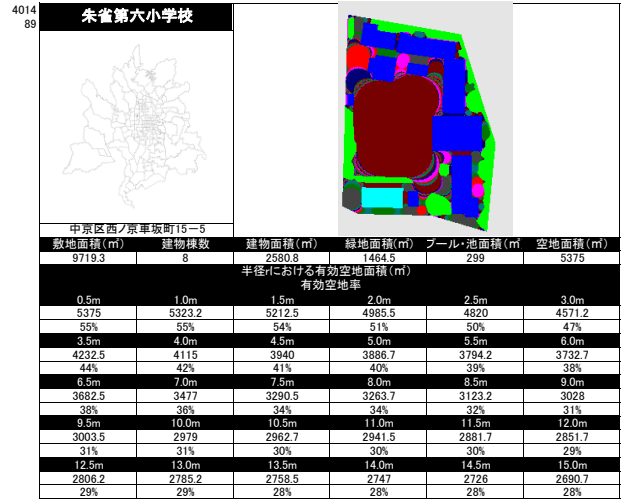 4014
89
朱雀第六小学校
中京区西ノ京車坂町15－5
敷地面積(㎡) 建物棟数 建物面積(㎡) 緑地面積(㎡) プール・池面積(㎡) 空地面積(㎡)
9719.3 8 2580.8 1464.5 299 5375
半径rにおける有効空地面積(㎡)
有効空地率
0.5m 1.0m 1.5m 2.0m 2.5m 3.0m
5375 5323.2 5212.5 4985.5 4820 4571.2
55% 55% 54% 51% 50% 47%
3.5m 4.0m 4.5m 5.0m 5.5m 6.0m
4232.5 4115 3940 3886.7 3794.2 3732.7
44% 42% 41% 40% 39% 38%
6.5m 7.0m 7.5m 8.0m 8.5m 9.0m
3682.5 3477 3290.5 3263.7 3123.2 3028
38% 36% 34% 34% 32% 31%
9.5m 10.0m 10.5m 11.0m 11.5m 12.0m
3003.5 2979 2962.7 2941.5 2881.7 2851.7
31% 31% 30% 30% 30% 29%
12.5m 13.0m 13.5m 14.0m 14.5m 15.0m
2806.2 2785.2 2758.5 2747 2726 2690.7
29% 29% 28% 28% 28% 28%